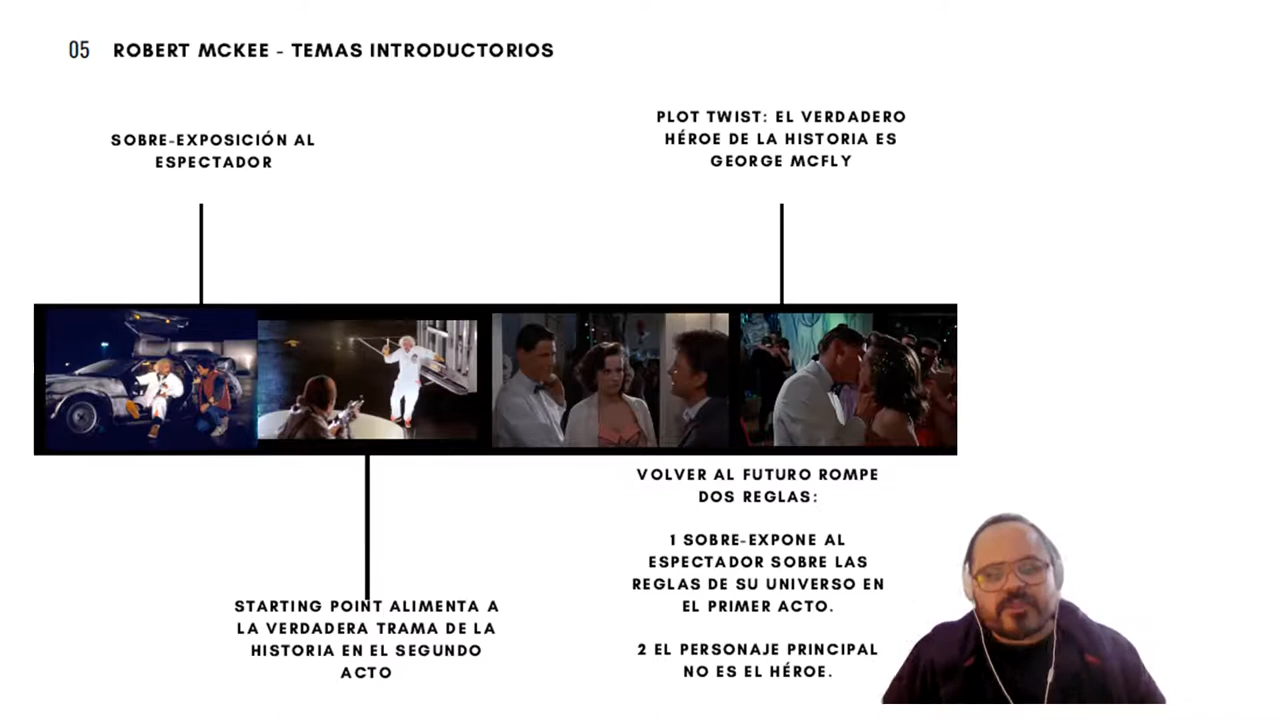 05 ROBERT MCKEE - TEMAS INTRODUCTORIOS
SOBRE-EXPOSICIÓN AL
ESPECTADOR
PLOT TWIST: EL VERDADERO
HÉROE DE LA HISTORIA ES
GEORGE MCFLY
STARTING POINT ALIMENTA A
LA VERDADERA TRAMA DE LA
HISTORIA EN EL SEGUNDO
ACTO
VOLVER AL FUTURO ROMPE
DOS REGLAS:
1 SOBRE-EXPONE AL
ESPECTADOR SOBRE LAS
REGLAS DE SU UNIVERSO EN
EL PRIMER ACTO.
2 EL PERSONAJE PRINCIPAL
NO ES EL HÉROE.